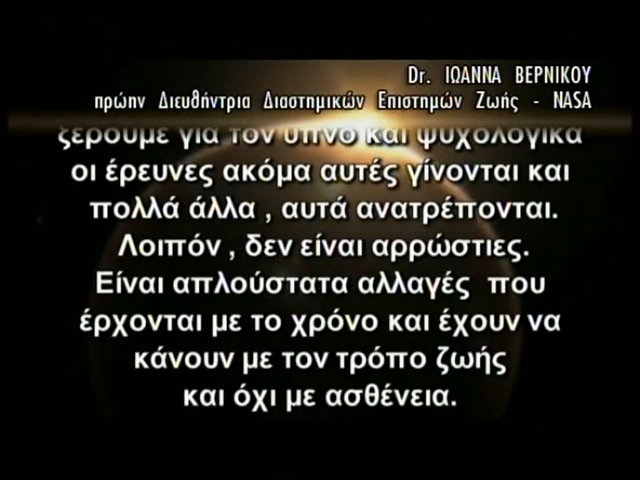 Dr. ΙΩΑΝΝΑ ΒΕΡΝΙΚΟΥ
πρώην Διευθήντρια Διαστημικών Επιστημών Ζωής - NASA
ξέρουμε για τον ύπνο και ψυχολογικά
οι έρευνες ακόμα αυτές γίνονται και
πολλά άλλα , αυτά ανατρέπονται.
Λοιπόν , δεν είναι αρρώστιες.
Είναι απλούστατα αλλαγές που
έρχονται με το χρόνο και έχουν να
κάνουν με τον τρόπο ζωής
και όχι με ασθένεια.